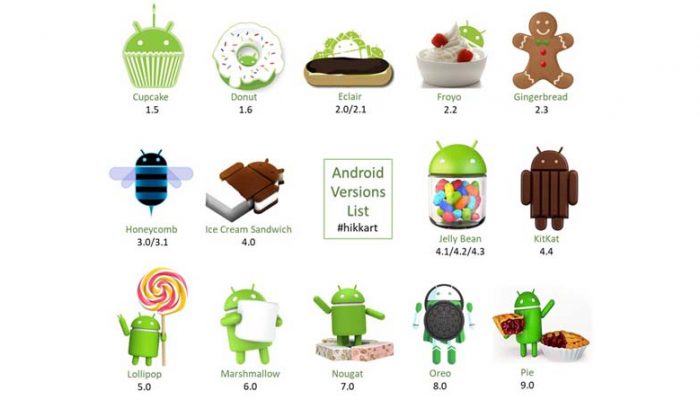 Cupcake
1.5
Donut
1.6
Eclair
2.0/2.1
Froyo
2.2
Gingerbread
2.3
Honeycomb
3.0/3.1
Ice Cream Sandwich
4.0
Android
Versions
List
#hikkart
Jelly Bean
4.1/4.2/4.3
KitKat
4.4
Lollipop
5.0
Marshmallow
6.0
Nougat
7.0
Oreo
8.0
Pie
9.0